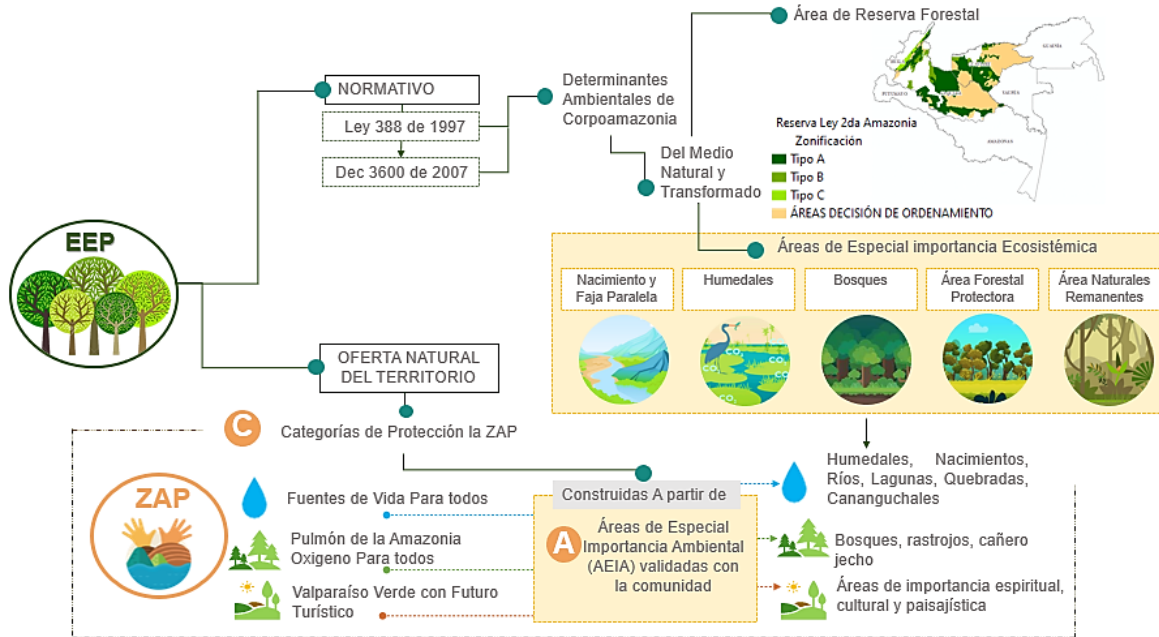 Área de Reserva Forestal
NORMATIVO
Ley 388 de 1997
Dec 3600 de 2007
Determinantes
Ambientales de
Corpoamazonia
Del Medio
Natural y
Transformado
GUAINÍA
PUTUMAYO
VAUPÉS
AMAZONAS
Reserva Ley 2da Amazonía
Zonificación
Tipo A
Tipo B
Tipo C
ÁREAS DECISIÓN DE ORDENAMIENTO
EEP
Áreas de Especial importancia Ecosistémica
Nacimiento y
Faja Paralela
Humedales
Bosques
Área Forestal
Protectora
Área Naturales
Remanentes
OFERTA NATURAL
DEL TERRITORIO
C
Categorías de Protección la ZAP
ZAP
Fuentes de Vida Para todos
Pulmón de la Amazonia
Oxigeno Para todos
Valparaíso Verde con Futuro
Turístico
Construidas A partir de
A
Áreas de Especial
Importancia Ambiental
(AEIA) validadas con
la comunidad
Humedales, Nacimientos,
Ríos, Lagunas, Quebradas,
Cananguchales
Bosques, rastrojos, cañero
jecho
Áreas de importancia espiritual,
cultural y paisajística